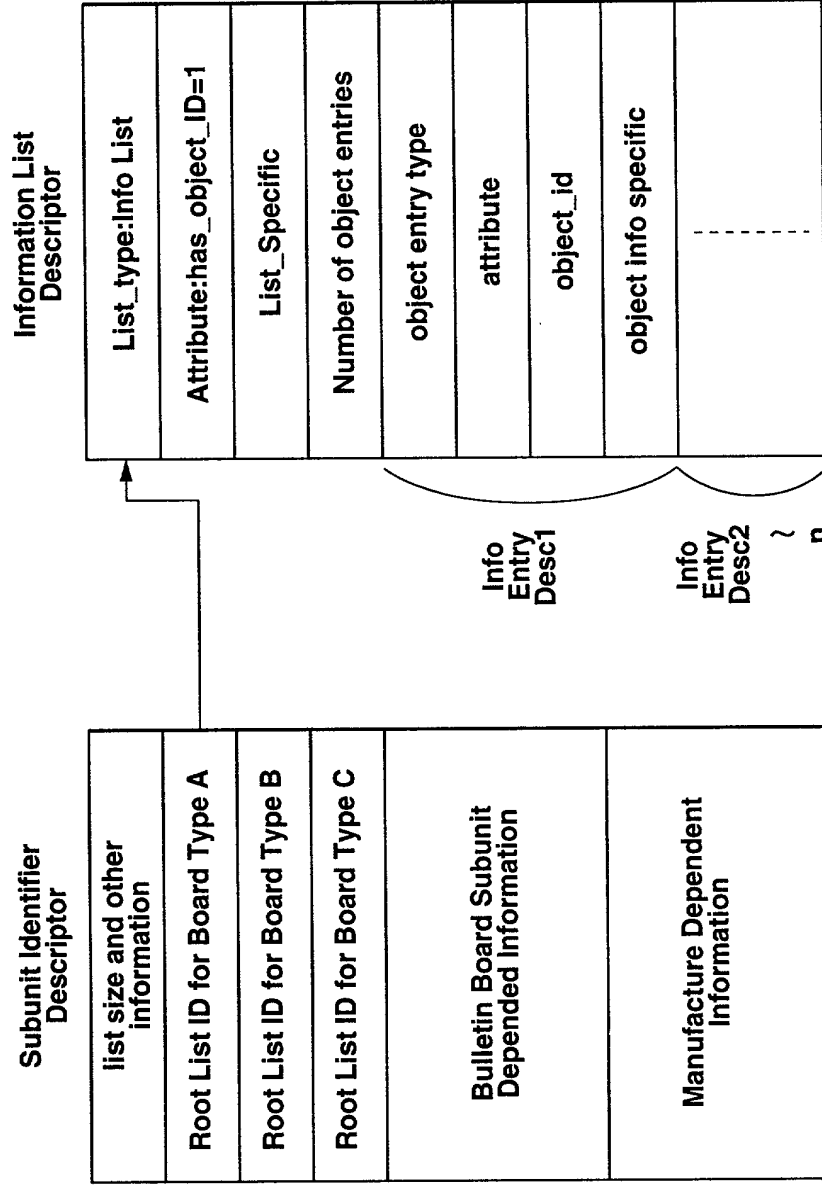 Subunit Identifier
Descriptor
list size and other
information
Root List ID for Board Type A
Root List ID for Board Type B
Root List ID for Board Type C
Bulletin Board Subunit
Depended Information
Manufacture Dependent
Information
Information List
Descriptor
List_type:Info List
Attribute:has_object_ID=1
List_Specific
Number of object entries
object entry type
attribute
object_id
object info specific
Info
Entry
Desc1
Info
Entry
Desc2
~
n